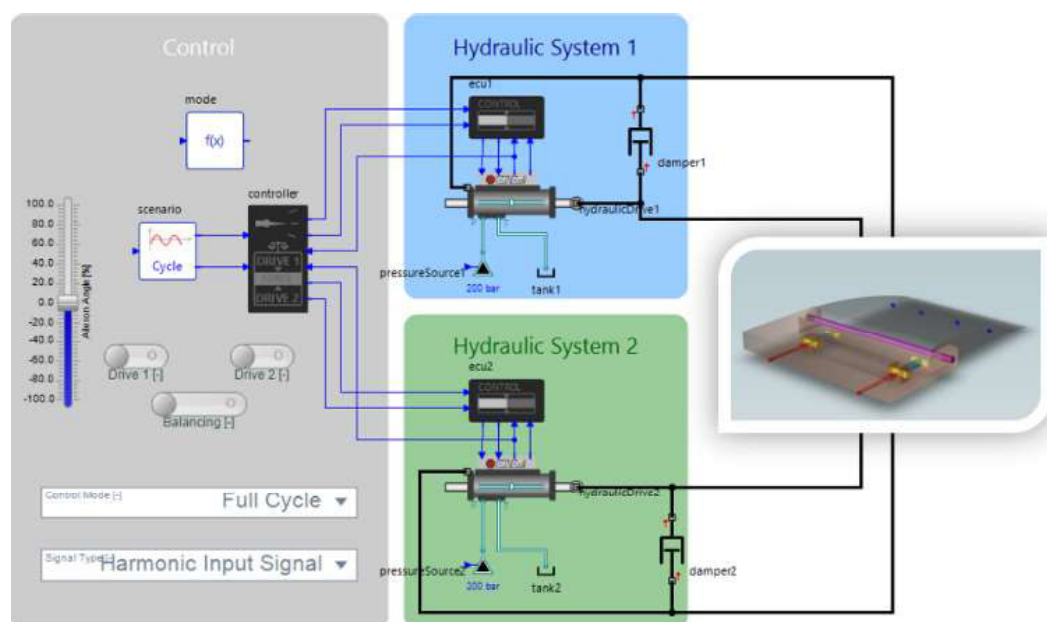 Control
mode
f(x)
scenario
Cycle
controller
DRIVE 1
DRIVE 2
100.0
80.0
60.0
40.0
20.0
0.0
-20.0
-40.0
-60.0
-80.0
-100.0
Aileron Angle [%]
Drive 1 [-]
Drive 2 [-]
Balancing [-]
Control Mode [-]
Full Cycle
Signal Type [-]
Harmonic Input Signal
Hydraulic System 1
ecu1
CONTROL
damper1
hydraulicDrive1
pressureSource1
200 bar
tank1
Hydraulic System 2
ecu2
CONTROL
hydraulicDrive2
pressureSource2
200 bar
tank2
damper2